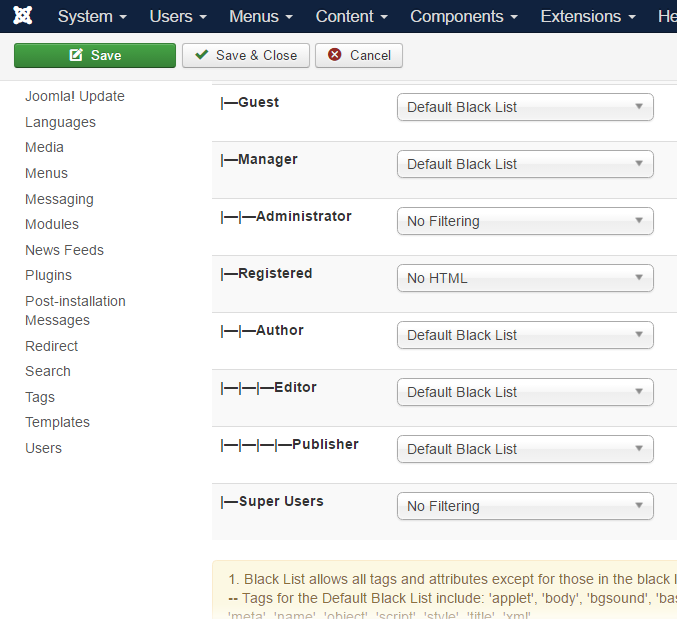 System Users Menus Content Components Extensions He
Save Save & Close Cancel
Joomla! Update
Languages
Media
Menus
Messaging
Modules
News Feeds
Plugins
Post-installation
Messages
Redirect
Search
Tags
Templates
Users
|—Guest Default Black List
|—Manager Default Black List
|—|—Administrator No Filtering
|—Registered No HTML
|—|—Author Default Black List
|—|—|—Editor Default Black List
|—|—|—|—Publisher Default Black List
|—Super Users No Filtering
1. Black List allows all tags and attributes except for those in the black l
-- Tags for the Default Black List include: 'applet', 'body', 'bgsound', 'bas
'meta', 'name', 'object', 'script', 'style', 'title', 'xml'